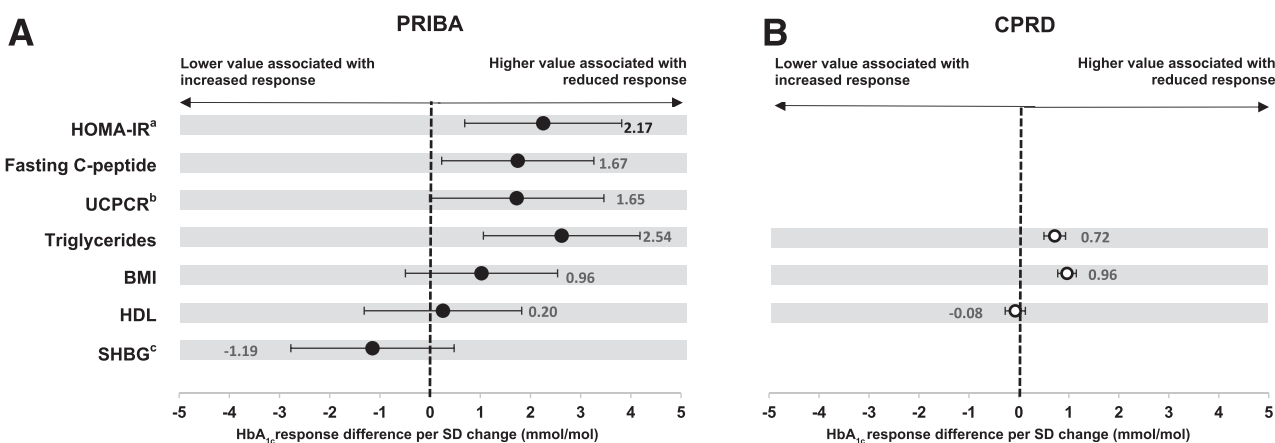 A
PRIBA
Lower value associated with
increased response
Higher value associated with
reduced response
HOMA-IRa
2.17
Fasting C-peptide
1.67
UCPCRb
1.65
Triglycerides
2.54
BMI
0.96
HDL
0.20
SHBGc
-1.19
-5 -4 -3 -2 -1 0 1 2 3 4 5
HbA1c response difference per SD change (mmol/mol)
B
CPRD
Lower value associated with
increased response
Higher value associated with
reduced response
0.72
0.96
-0.08
-5 -4 -3 -2 -1 0 1 2 3 4 5
HbA1c response difference per SD change (mmol/mol)